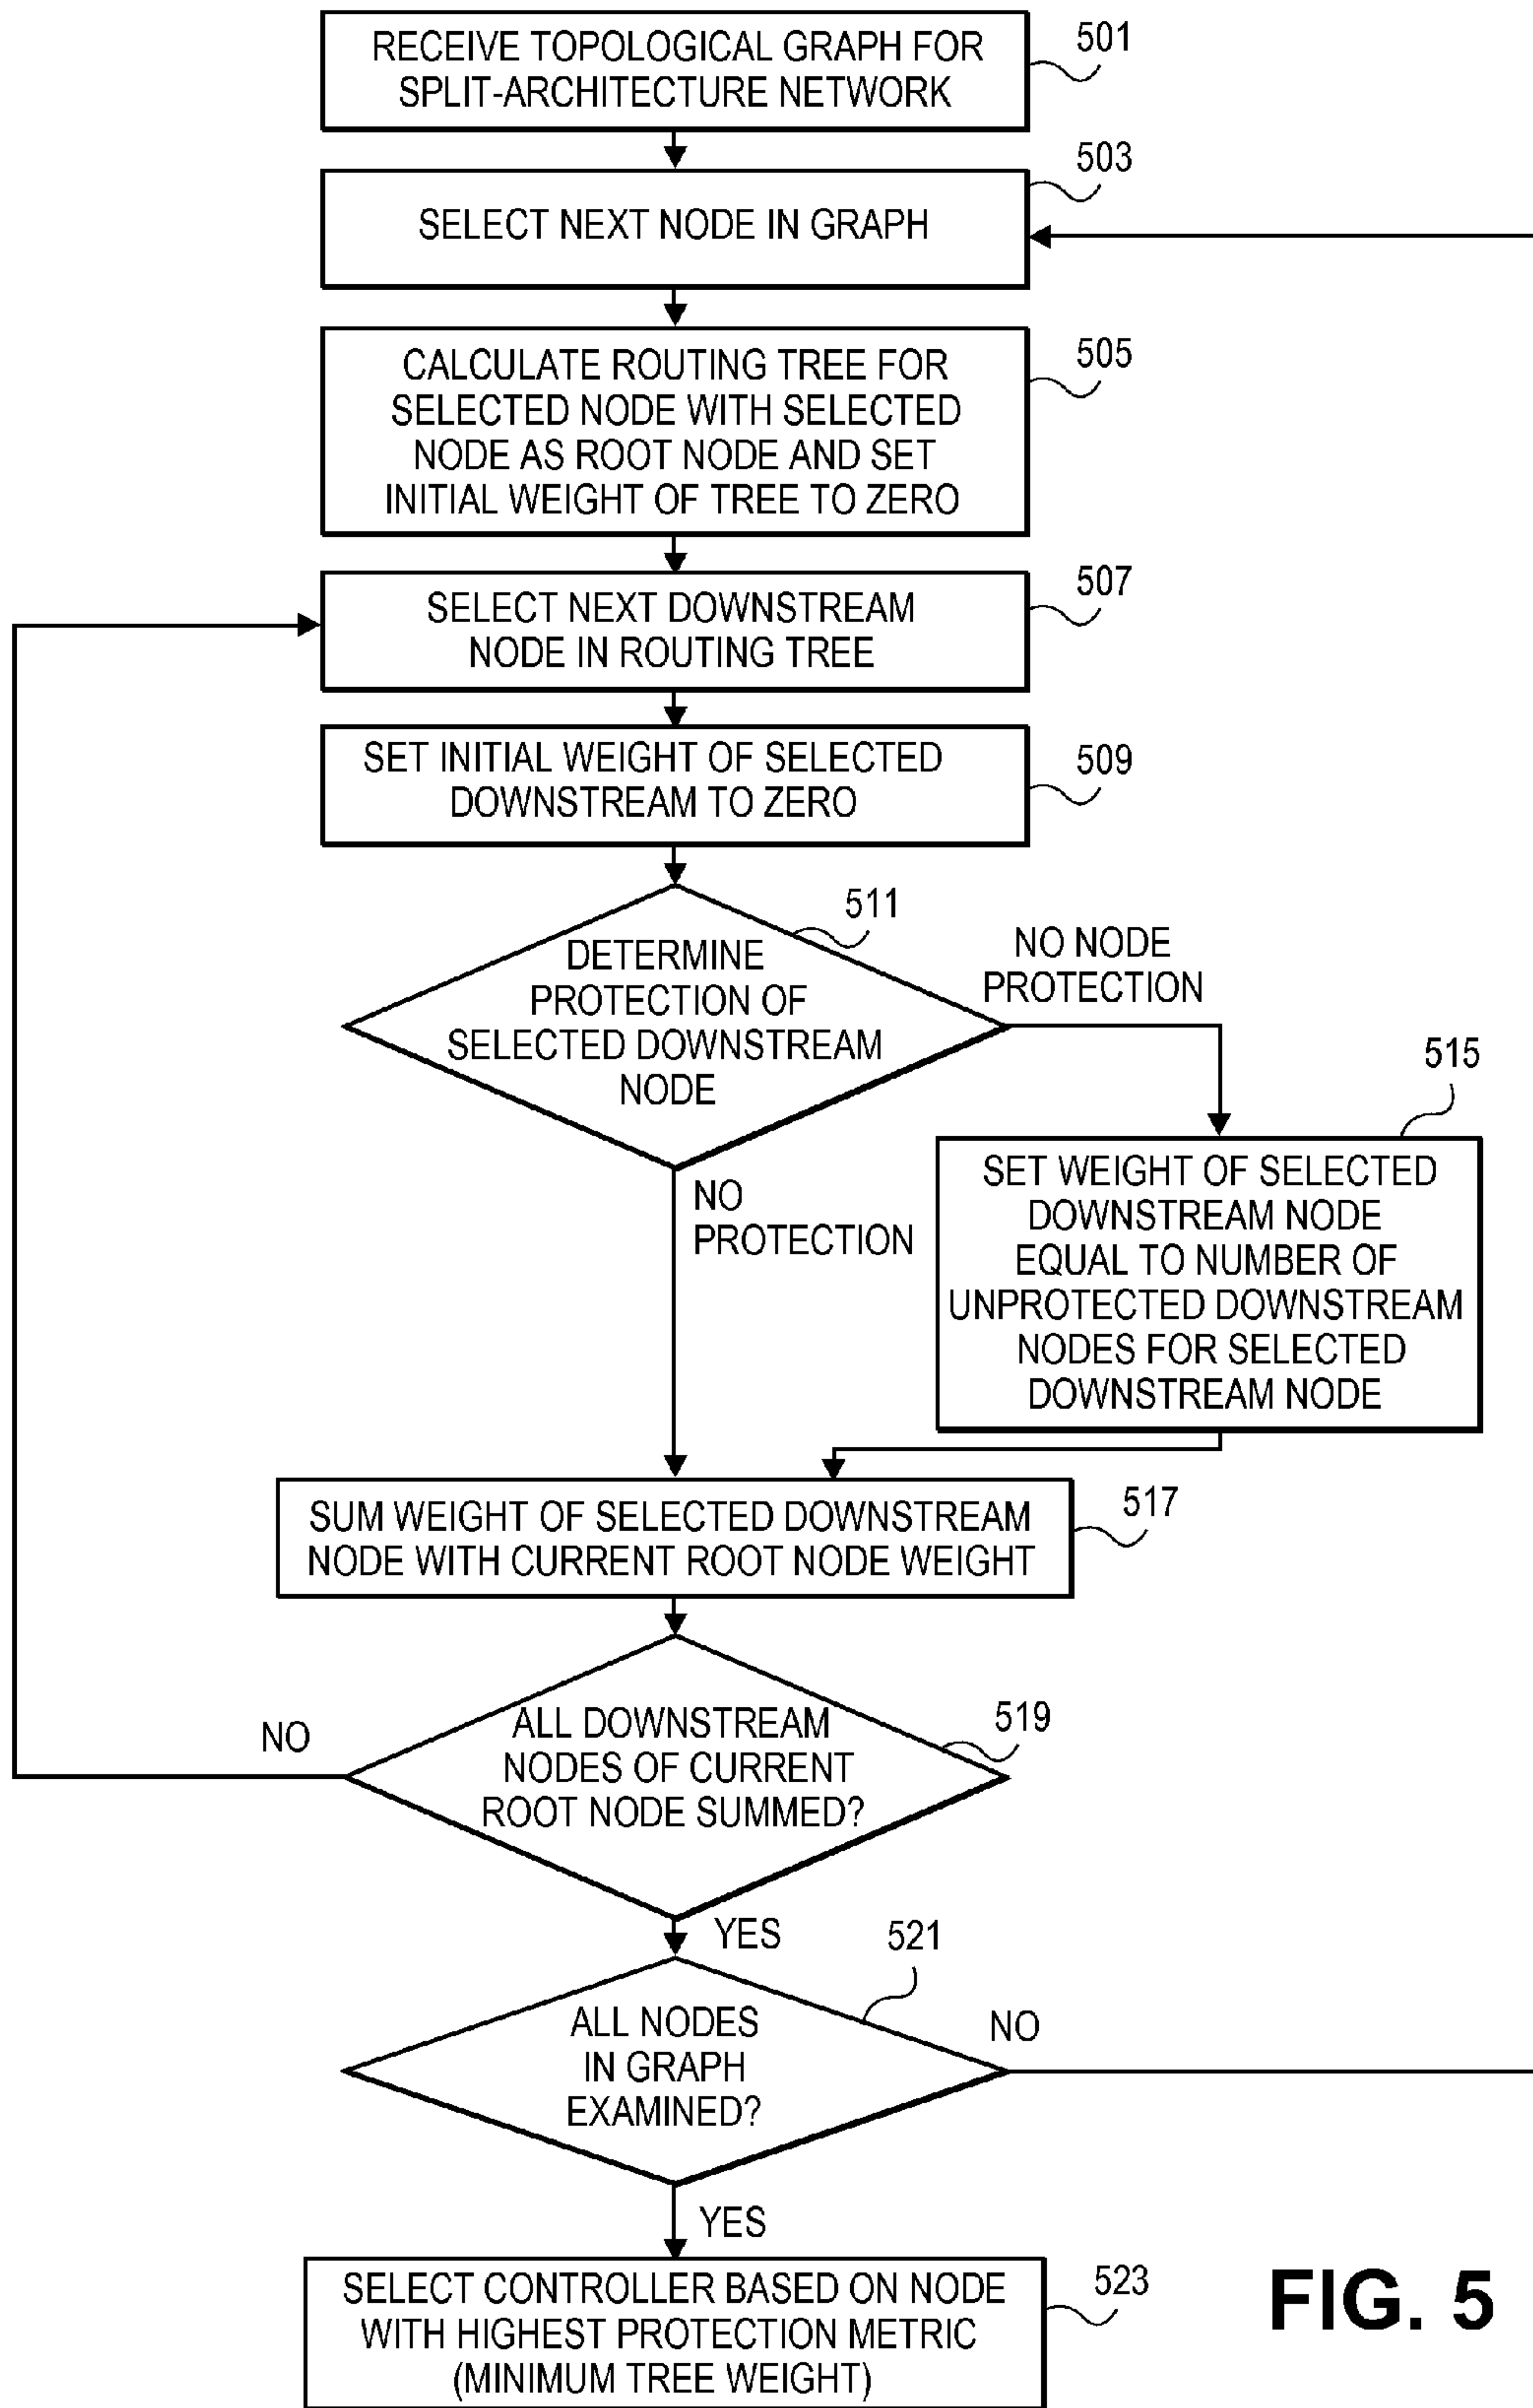 RECEIVE TOPOLOGICAL GRAPH FOR
SPLIT-ARCHITECTURE NETWORK
501
SELECT NEXT NODE IN GRAPH
503
CALCULATE ROUTING TREE FOR
SELECTED NODE WITH SELECTED
NODE AS ROOT NODE AND SET
INITIAL WEIGHT OF TREE TO ZERO
505
SELECT NEXT DOWNSTREAM
NODE IN ROUTING TREE
507
SET INITIAL WEIGHT OF SELECTED
DOWNSTREAM TO ZERO
509
DETERMINE
PROTECTION OF
SELECTED DOWNSTREAM
NODE
511
NO NODE
PROTECTION
NO
PROTECTION
515
SET WEIGHT OF SELECTED
DOWNSTREAM NODE
EQUAL TO NUMBER OF
UNPROTECTED DOWNSTREAM
NODES FOR SELECTED
DOWNSTREAM NODE
SUM WEIGHT OF SELECTED DOWNSTREAM
NODE WITH CURRENT ROOT NODE WEIGHT
517
ALL DOWNSTREAM
NODES OF CURRENT
ROOT NODE SUMMED?
519
NO
YES
ALL NODES
IN GRAPH
EXAMINED?
521
NO
YES
SELECT CONTROLLER BASED ON NODE
WITH HIGHEST PROTECTION METRIC
(MINIMUM TREE WEIGHT)
523
FIG. 5